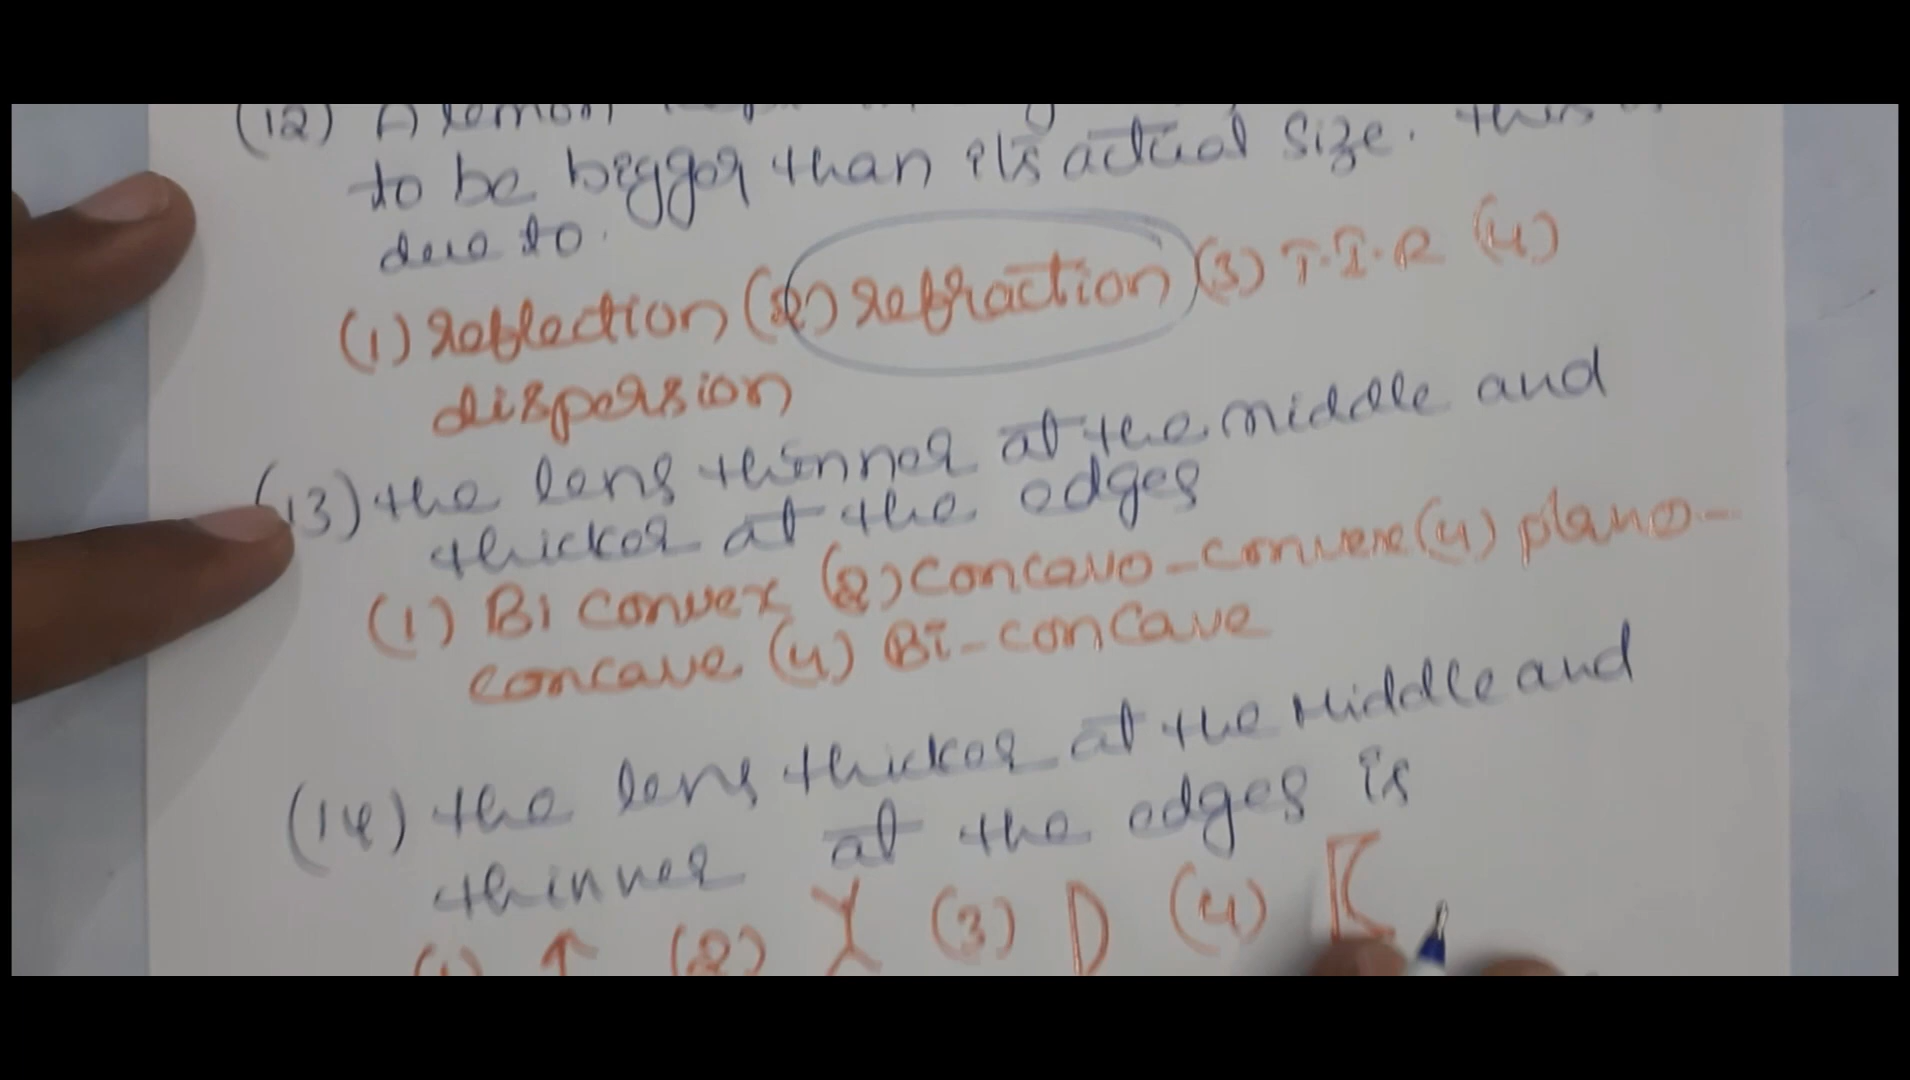 (12) A lemon
to be bigger than its actual size. this
due to.
(1) reflection (2) refraction (3) T.I.R (4)
dispersion
(13) the lens thinner at the middle and
thicker at the edges
(1) Bi convex (2) concavo-convex (4) plano-
concave (4) Bi-concave
(14) the lens thicker at the Middle and
thinner at the edges is
(1) (2) (3) (4)